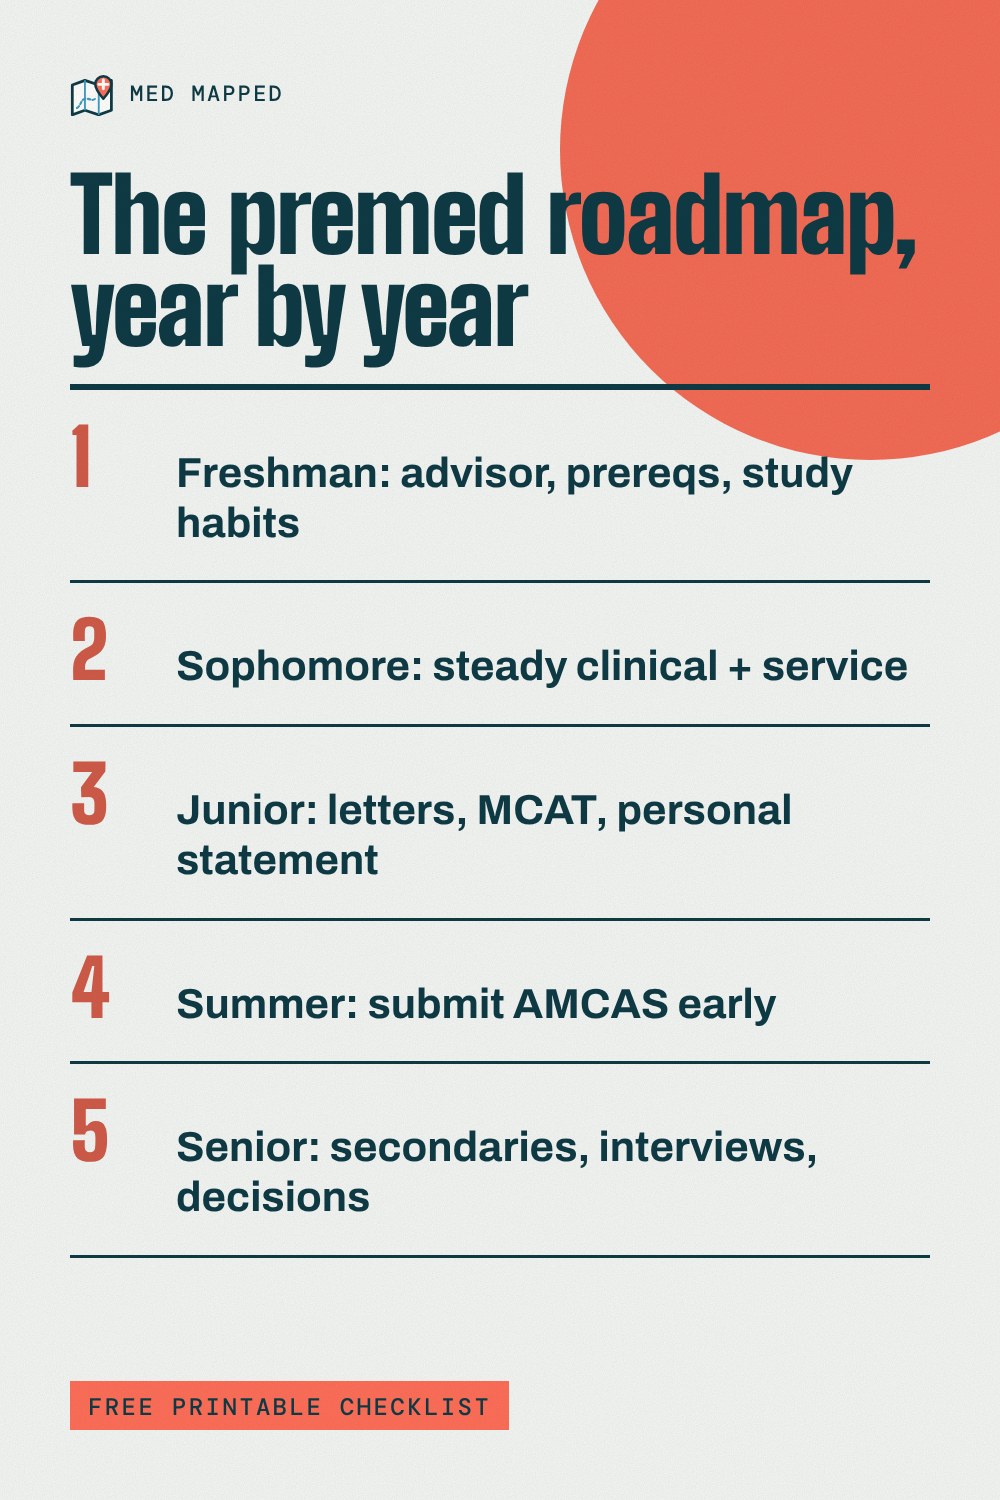 MED MAPPED
The premed roadmap,
year by year
1
Freshman: advisor, prereqs, study
habits
2
Sophomore: steady clinical + service
3
Junior: letters, MCAT, personal
statement
4
Summer: submit AMCAS early
5
Senior: secondaries, interviews,
decisions
FREE PRINTABLE CHECKLIST